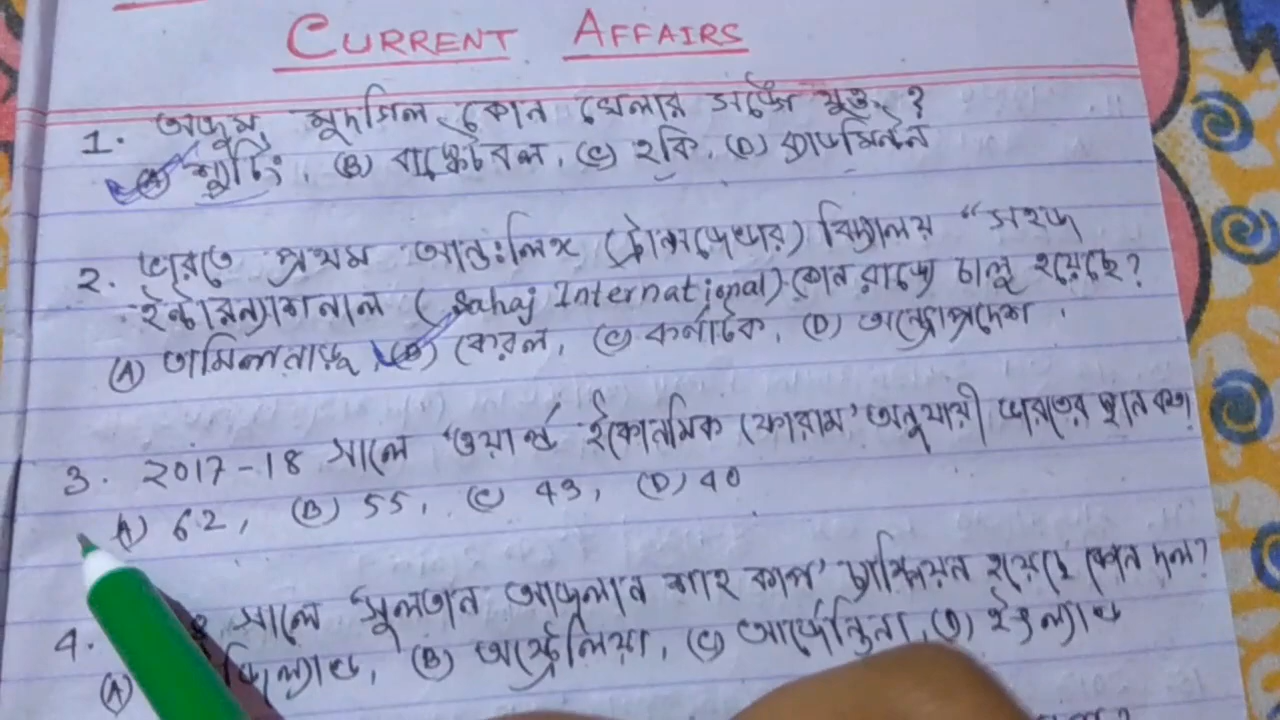 CURRENT AFFAIRS
1. অঞ্জুম মুদগিল কোন খেলার সঙ্গে যুক্ত ?
(A) শ্যুটিং, (B) বাস্কেটবল, (C) হকি, (D) ব্যাডমিন্টন
2. ভারতে প্রথম আন্তঃলিঙ্গ (ট্রান্সজেন্ডার) বিদ্যালয় "সহজ
ইন্টারন্যাশনাল (Sahaj International) কোন রাজ্যে চালু হয়েছে?
(A) তামিলনাড়ু, (B) কেরল, (C) কর্নাটক, (D) অন্ধ্রপ্রদেশ.
3. 2017-18 সালে 'ওয়ার্ল্ড ইকোনমিক ফোরাম' অনুযায়ী ভারতের স্থান কত
(A) 62, (B) 55, (C) 43, (D) 40
4. সালে 'সুলতান আজলান শাহ কাপ' চ্যাম্পিয়ন হয়েছে কোন দল?
(A) (B) অস্ট্রেলিয়া, (C) আর্জেন্তিনা, (D) ইংল্যান্ড